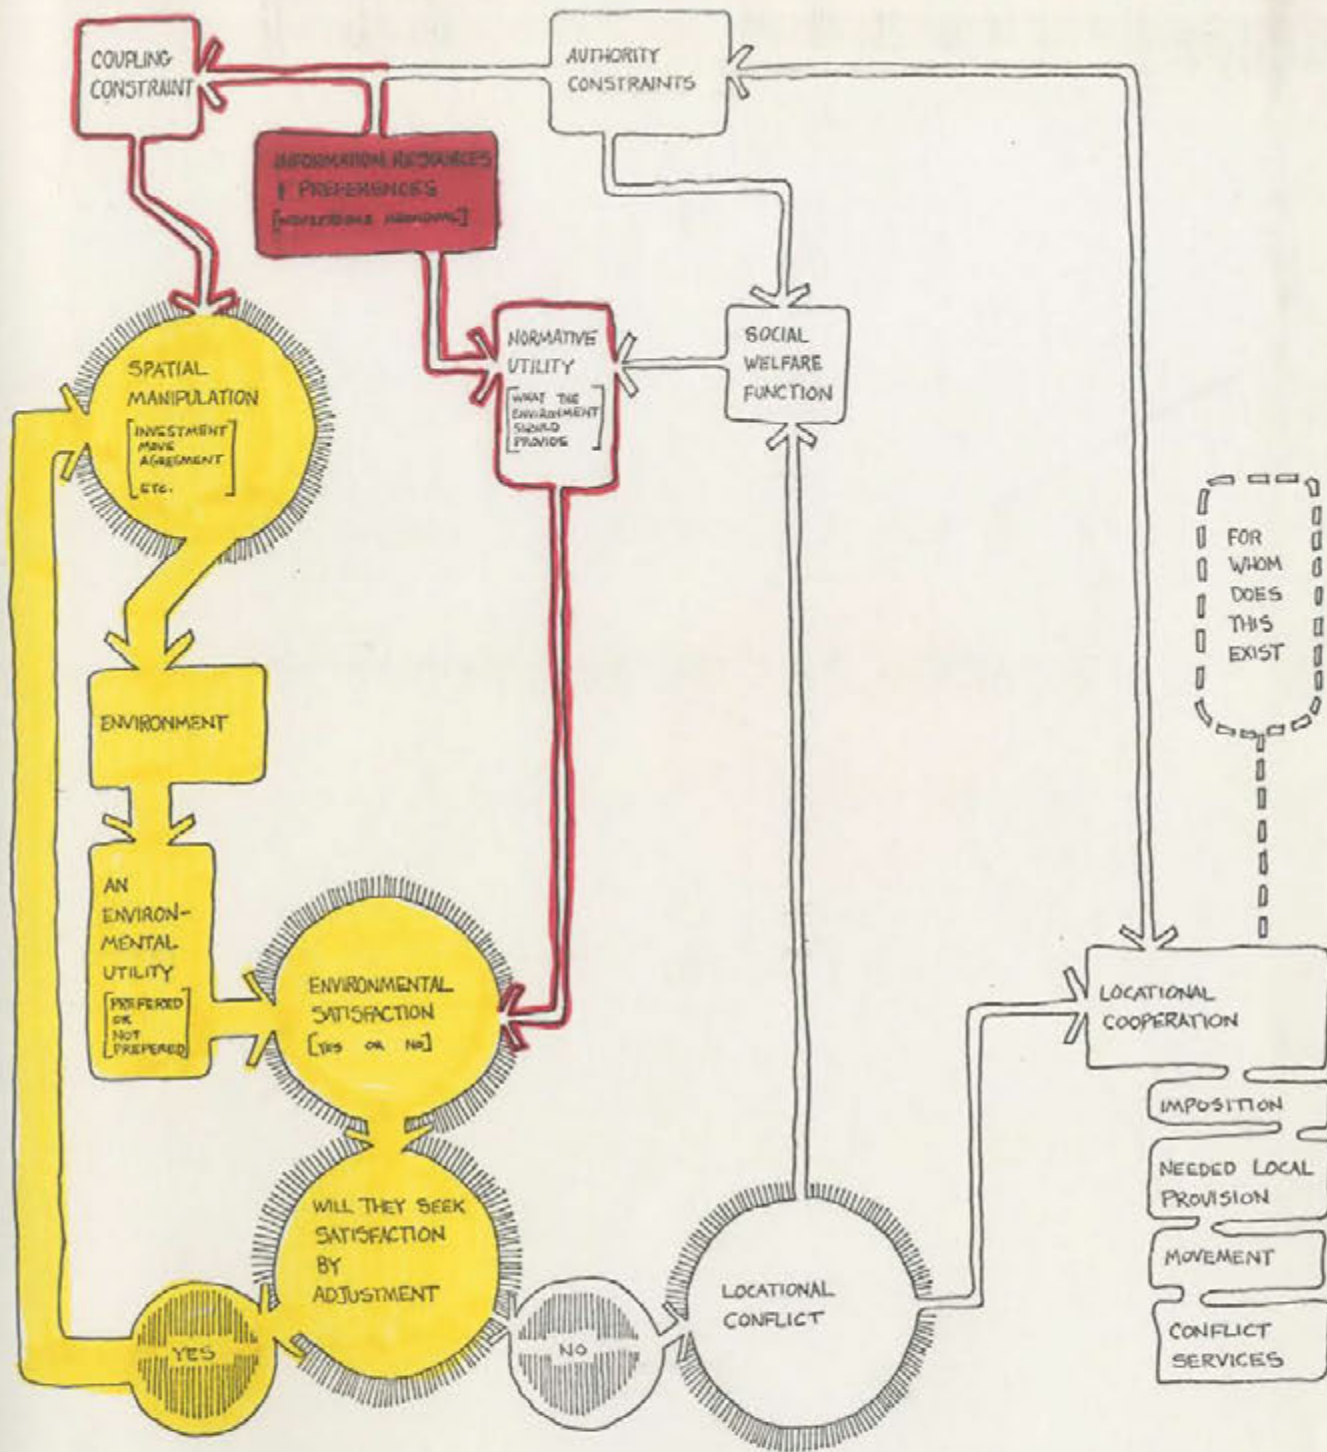 COUPLING
CONSTRAINT
AUTHORITY
CONSTRAINTS
INFORMATION RESOURCES
PREFERENCES
SPATIAL
MANIPULATION
[INVESTMENT
MOVE
AGREEMENT
ETC.]
NORMATIVE
UTILITY
[WHAT THE
ENVIRONMENT
SHOULD
PROVIDE]
SOCIAL
WELFARE
FUNCTION
FOR
WHOM
DOES
THIS
EXIST
ENVIRONMENT
AN
ENVIRON-
MENTAL
UTILITY
[PREFERED
OR
NOT
PREFERED]
ENVIRONMENTAL
SATISFACTION
[YES OR NO]
LOCATIONAL
COOPERATION
IMPOSITION
NEEDED LOCAL
PROVISION
MOVEMENT
CONFLICT
SERVICES
WILL THEY SEEK
SATISFACTION
BY
ADJUSTMENT
YES
NO
LOCATIONAL
CONFLICT